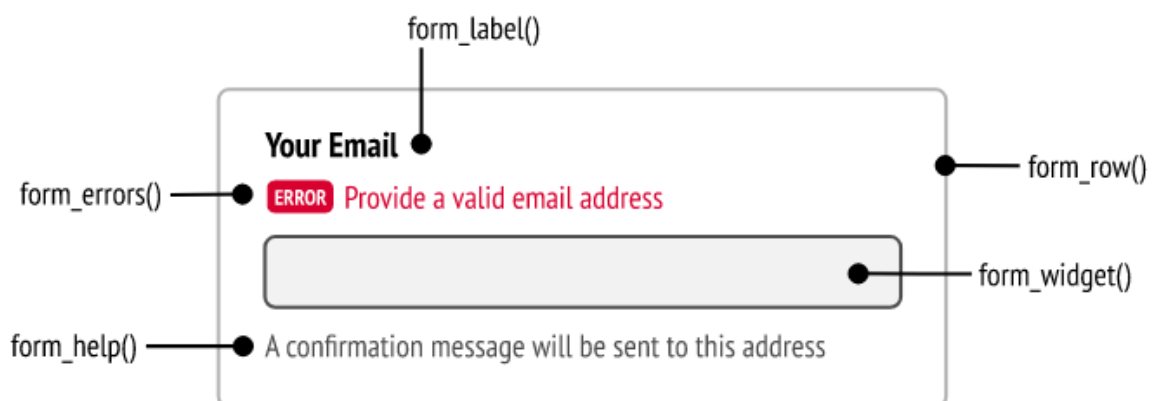 form_label()
Your Email
form_row()
form_errors()
ERROR Provide a valid email address
form_widget()
form_help()
A confirmation message will be sent to this address